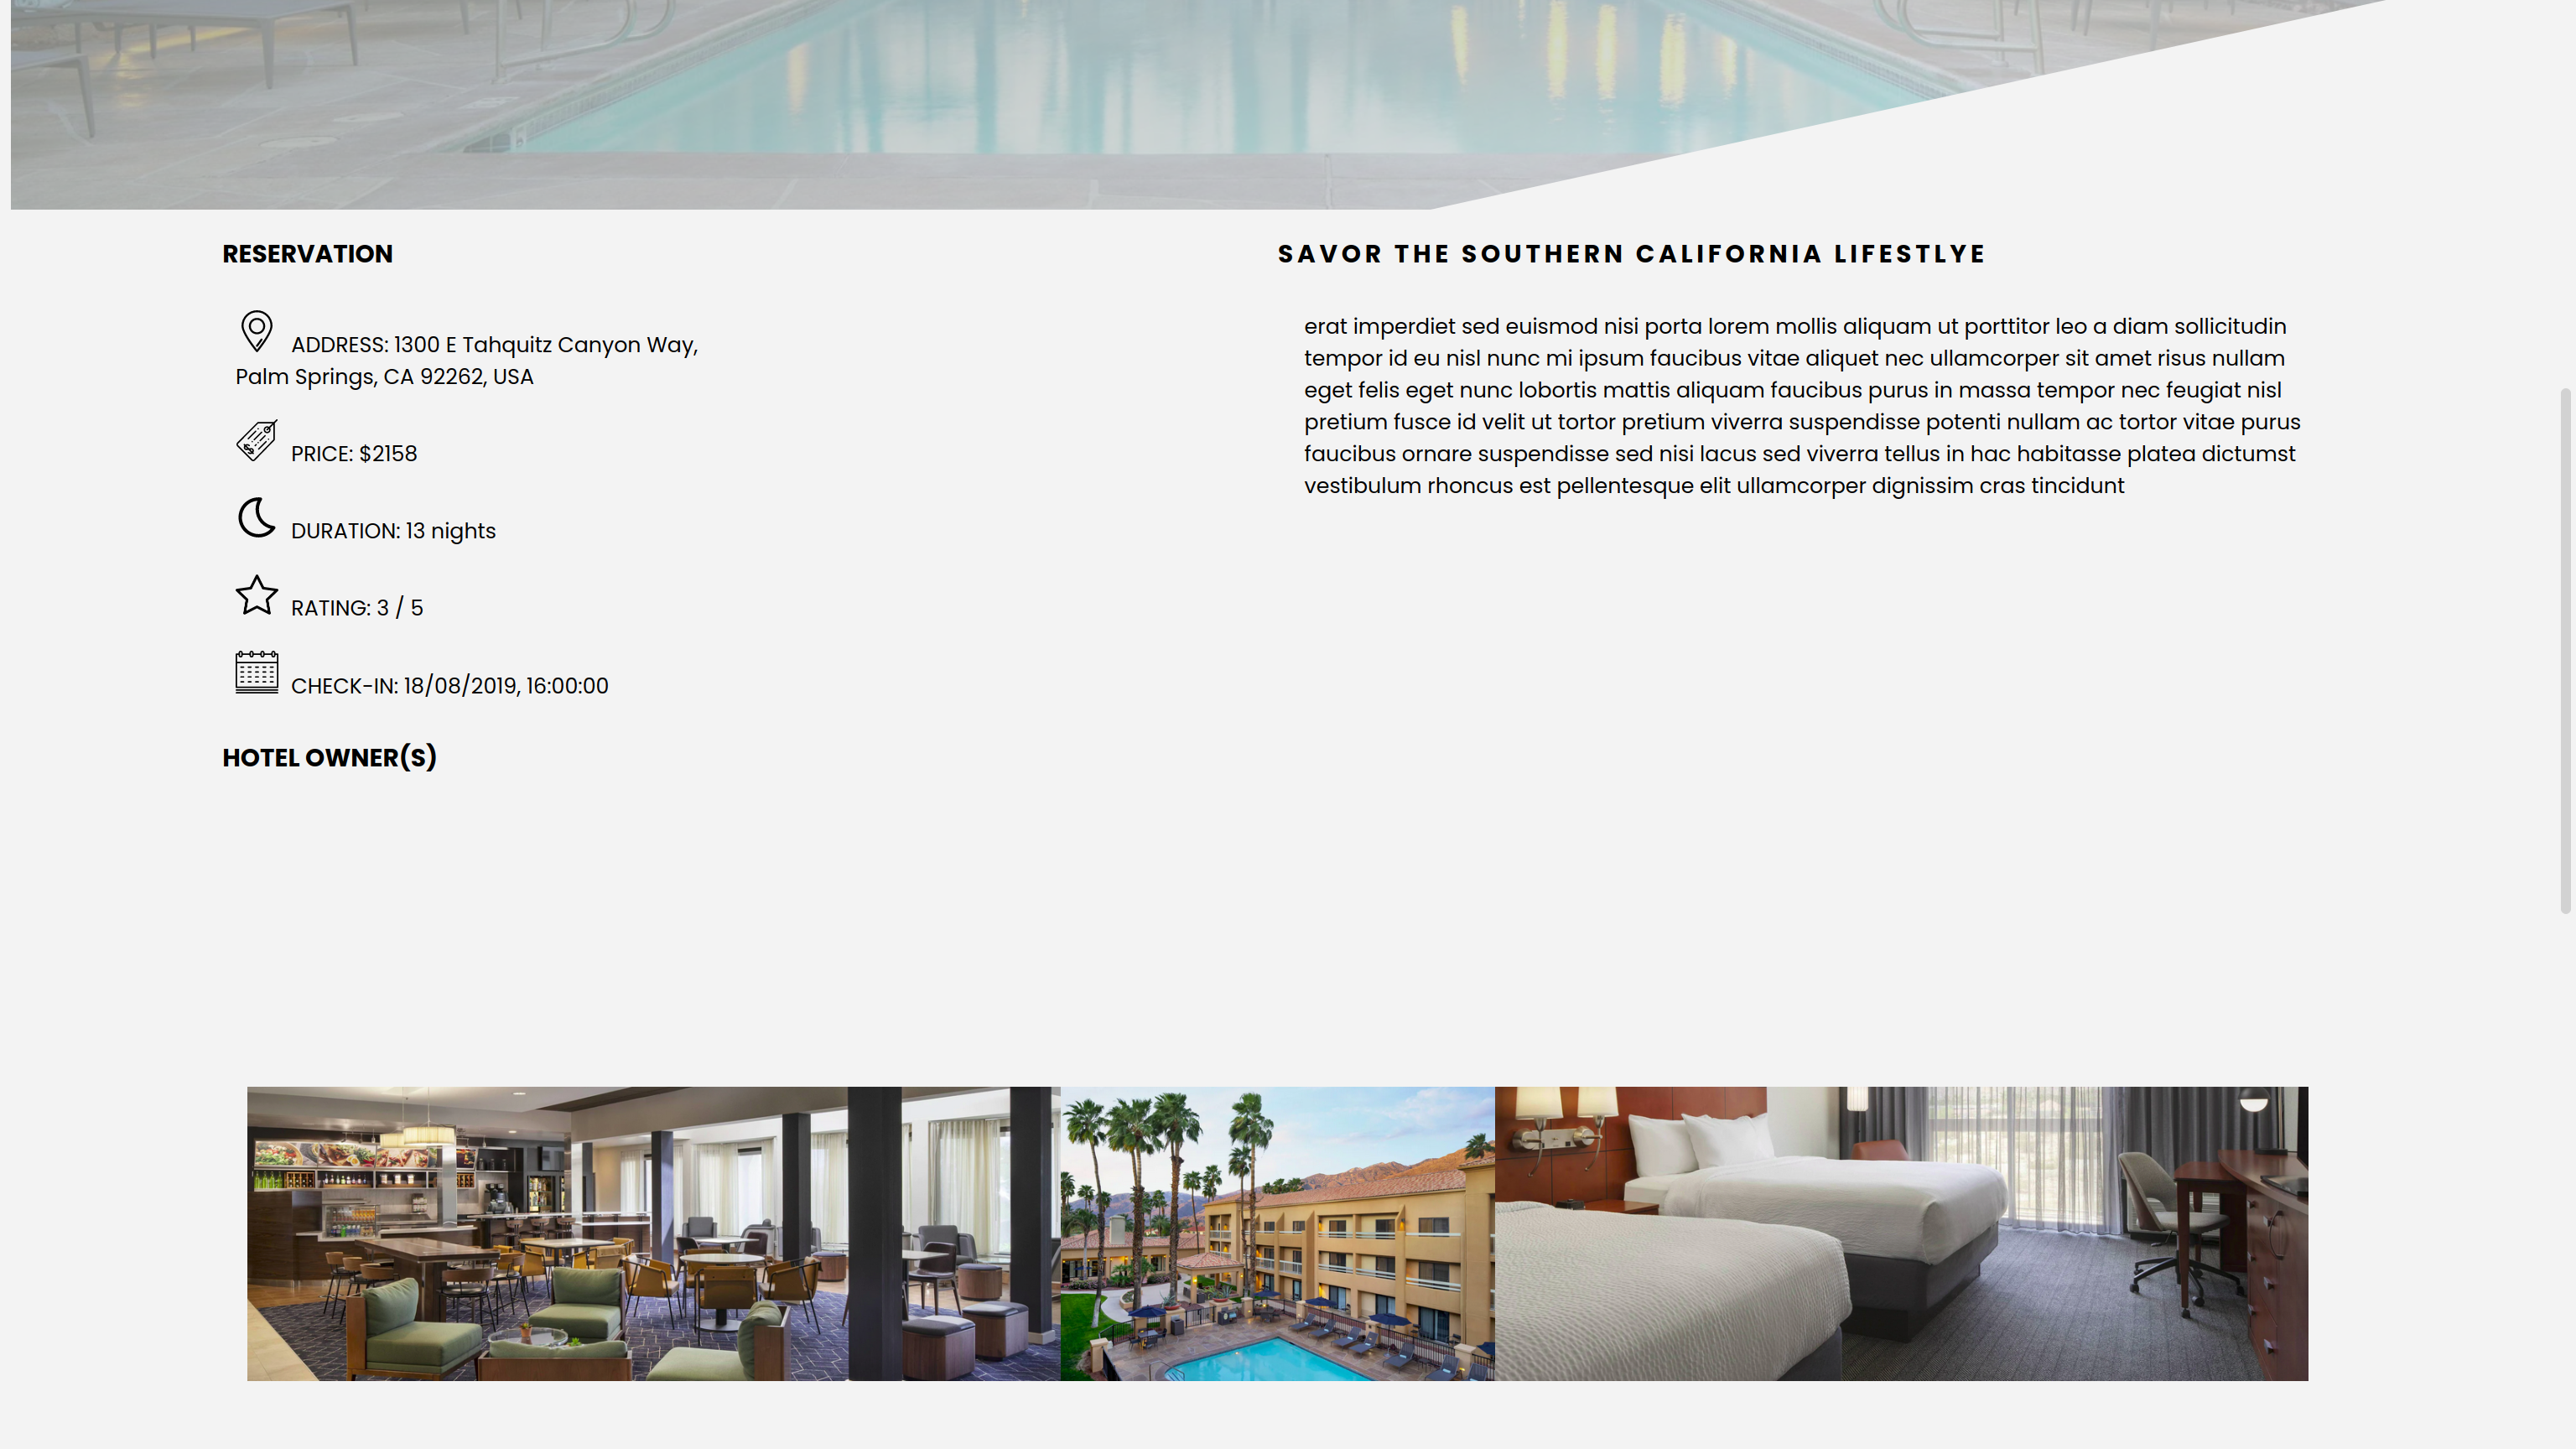 RESERVATION
ADDRESS: 1300 E Tahquitz Canyon Way,
Palm Springs, CA 92262, USA
PRICE: $2158
DURATION: 13 nights
RATING: 3 / 5
CHECK-IN: 18/08/2019, 16:00:00
HOTEL OWNER(S)
SAVOR THE SOUTHERN CALIFORNIA LIFESTLYE
erat imperdiet sed euismod nisi porta lorem mollis aliquam ut porttitor leo a diam sollicitudin
tempor id eu nisl nunc mi ipsum faucibus vitae aliquet nec ullamcorper sit amet risus nullam
eget felis eget nunc lobortis mattis aliquam faucibus purus in massa tempor nec feugiat nisl
pretium fusce id velit ut tortor pretium viverra suspendisse potenti nullam ac tortor vitae purus
faucibus ornare suspendisse sed nisi lacus sed viverra tellus in hac habitasse platea dictumst
vestibulum rhoncus est pellentesque elit ullamcorper dignissim cras tincidunt